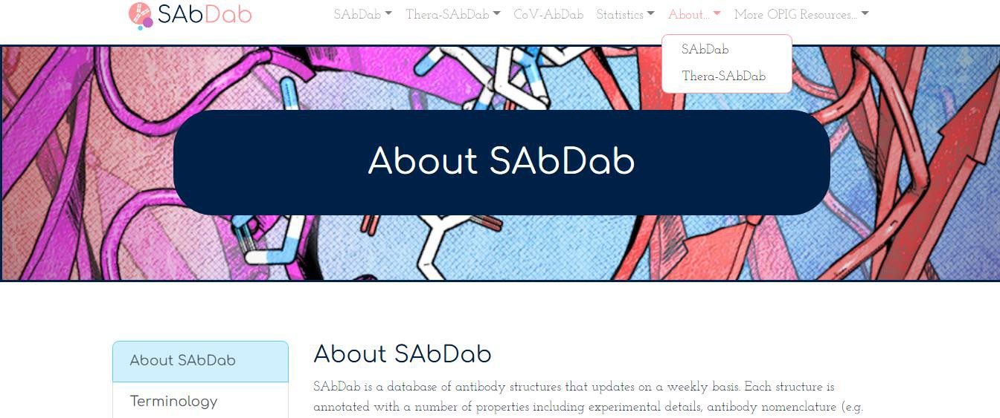 SAbDab
SAbDab Thera-SAbDab CoV-AbDab Statistics About... More OPIG Resources...
SAbDab
Thera-SAbDab
About SAbDab
About SAbDab
Terminology
About SAbDab
SAbDab is a database of antibody structures that updates on a weekly basis. Each structure is
annotated with a number of properties including experimental details, antibody nomenclature (e.g.